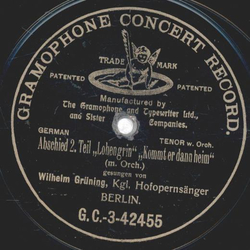 GRAMOPHONE CONCERT RECORD.
TRADE MARK
PATENTED PATENTED
Manufactured by
The Gramophone and Typewriter Ltd.,
and Sister Companies.
GERMAN TENOR w. Orch.
Abschied 2. Teil „Lohengrin" „Kommt er dann heim"
(m. Orch.)
gesungen von
Wilhelm Grüning, Kgl. Hofopernsänger
BERLIN.
G.C.-3-42455